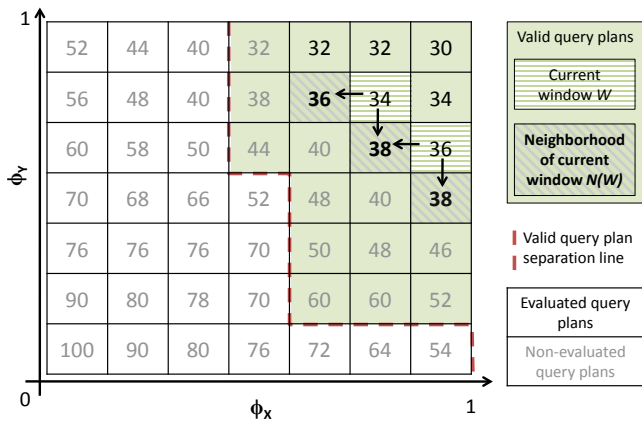 1
52 44 40 32 32 32 30
56 48 40 38 36 34 34
60 58 50 44 40 38 36
70 68 66 52 48 40 38
76 76 76 70 50 48 46
90 80 78 70 60 60 52
100 90 80 76 72 64 54
0
1
ϕY
ϕX
Valid query plans
Current
window W
Neighborhood
of current
window N(W)
Valid query plan
separation line
Evaluated query
plans
Non-evaluated
query plans